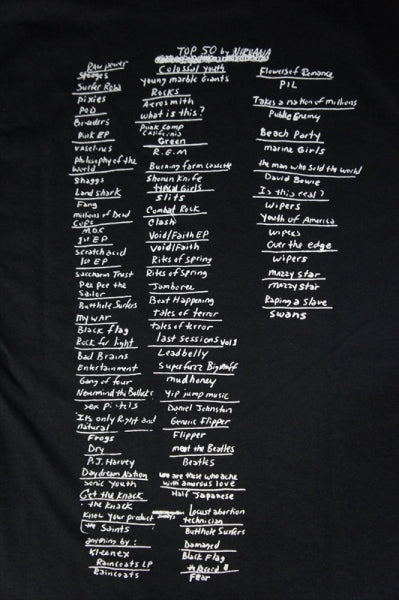 TOP 50 by NIRVANA
Raw power
Stooges
Surfer Rosa
pixies
POD
Breeders
Pink EP
Vaselines
Philosophy of the
World
Shaggs
Land shark
Fang
millions of Dead
Cops
M.D.C
1st EP
Scratch acid
1st EP
Saccharin Trust
Pee Pee the
Sailor
Butthole Surfers
My war
Black flag
Rock for light
Bad Brains
Entertainment
Gang of four
Nevermind the Bollocks
sex pistols
It's only Right and
natural
Frogs
Dry
P.J. Harvey
Daydream Nation
Sonic youth
Get the Knack
the Knack
Know your product
the Saints
anything by:
Kleenex
Raincoats LP
Raincoats
Colossal youth
young marble Giants
Rocks
Aerosmith
What is this?
Punk Comp
California
Green
R.E.M
Burning farm cassette
Shonen Knife
typical Girls
Slits
Combat Rock
Clash
Void/Faith EP
Void/Faith
Rites of Spring
Rites of Spring
Jamboree
Beat Happening
Tales of terror
tales of terror
last sessions vol 1
Leadbelly
Superfuzz Bigmuff
mudhoney
Yip jump music
Daniel Johnston
Generic Flipper
Flipper
meet the Beatles
Beatles
we are those who ache
with amorous love
Half Japanese
Locust abortion
technician
Butthole Surfers
Damaged
Black Flag
Record
Fear
Flowers of Romance
PIL
Takes a nation of millions
Public Enemy
Beach Party
marine Girls
the man who sold the world
David Bowie
Is this real?
Wipers
Youth of America
wipers
Over the edge
wipers
mazzy star
mazzy star
Raping a slave
Swans